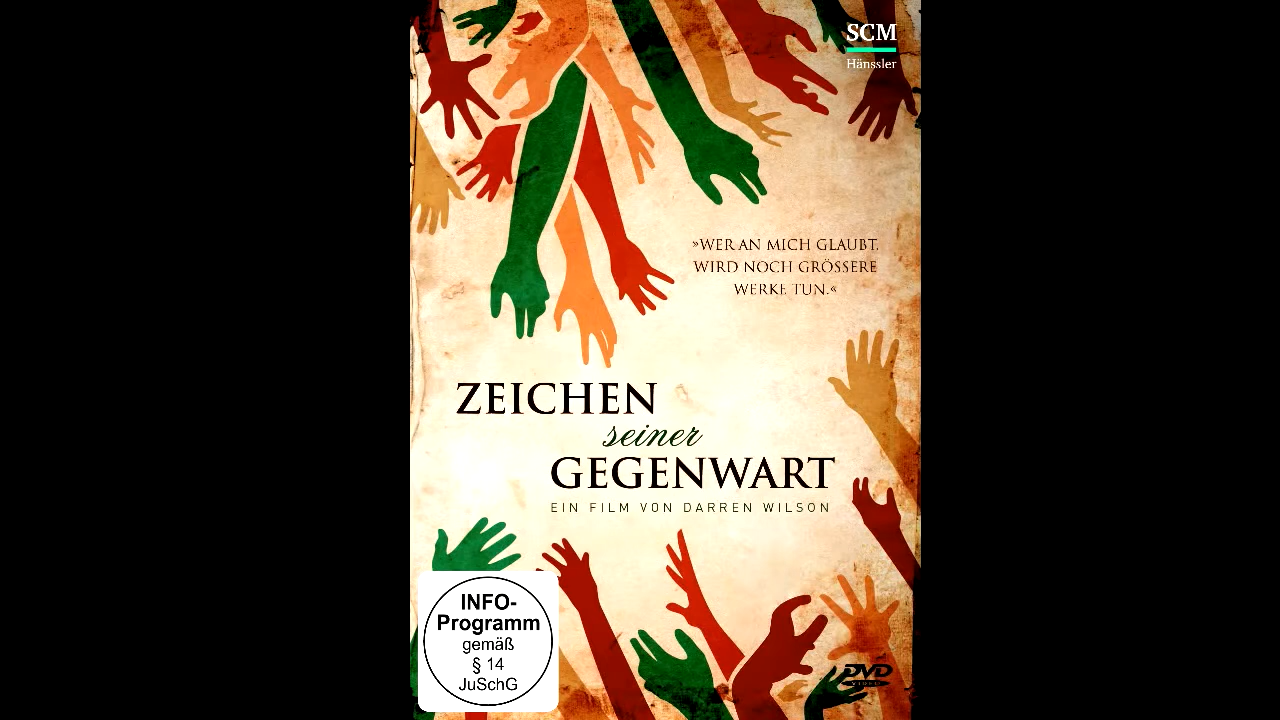 SCM
Hänssler
»WER AN MICH GLAUBT,
WIRD NOCH GRÖSSERE
WERKE TUN.«
ZEICHEN
seiner
GEGENWART
EIN FILM VON DARREN WILSON
INFO-
Programm
gemäß
§ 14
JuSchG
DVD
VIDEO